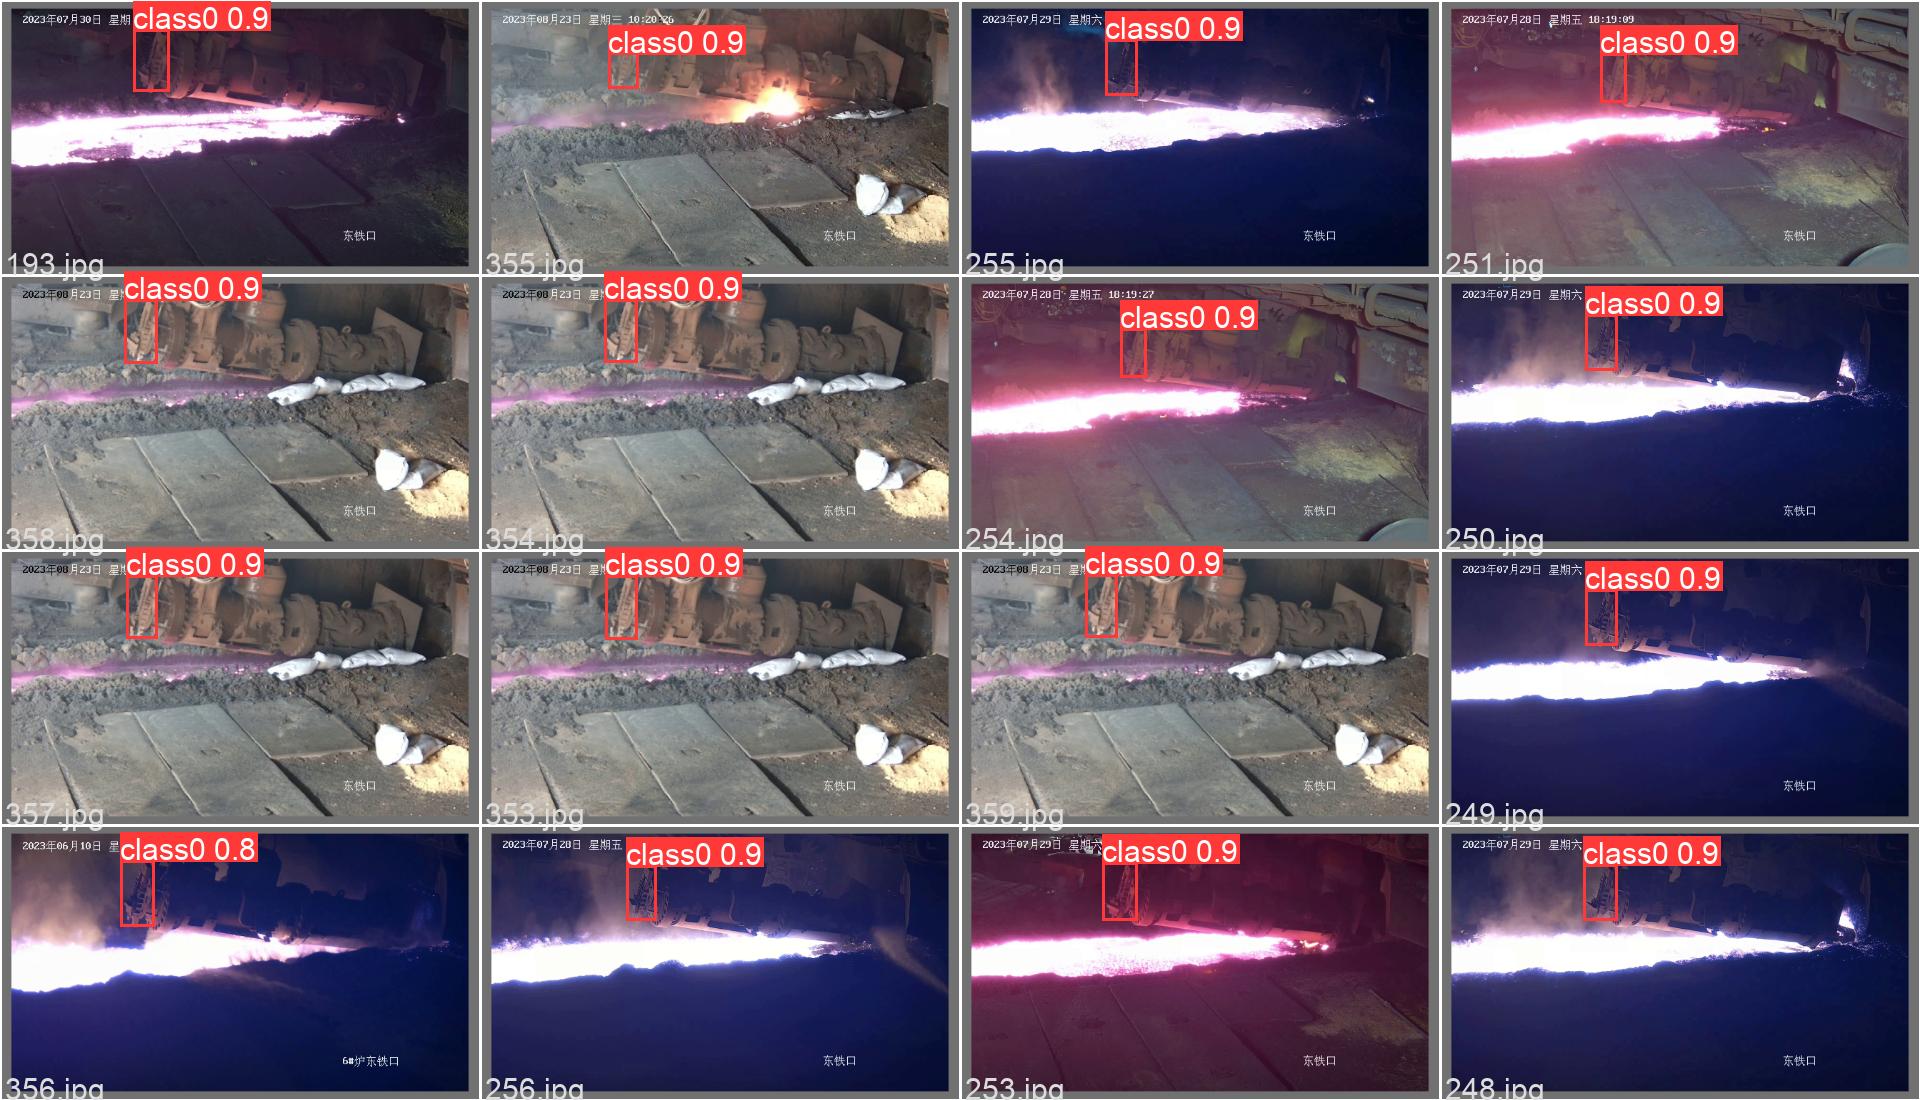 2023年07月30日 星期
class0 0.9
东铁口
193.jpg
2023年08月23日 星期三 10:20:26
class0 0.9
东铁口
355.jpg
2023年07月29日 星期六
class0 0.9
东铁口
255.jpg
2023年07月28日 星期五 18:19:09
class0 0.9
东铁口
251.jpg
2023年08月23日 星
class0 0.9
东铁口
358.jpg
2023年08月23日 星
class0 0.9
东铁口
354.jpg
2023年07月28日 星期五 18:19:27
class0 0.9
东铁口
254.jpg
2023年07月29日 星期六
class0 0.9
东铁口
250.jpg
2023年08月23日 星
class0 0.9
东铁口
357.jpg
2023年08月23日 星
class0 0.9
东铁口
353.jpg
2023年08月23日 星
class0 0.9
东铁口
359.jpg
2023年07月29日 星期六
class0 0.9
东铁口
249.jpg
2023年06月10日 星
class0 0.8
6#炉东铁口
356.jpg
2023年07月28日 星期五
class0 0.9
东铁口
256.jpg
2023年07月29日 星期六
class0 0.9
东铁口
253.jpg
2023年07月29日 星期六
class0 0.9
东铁口
248.jpg